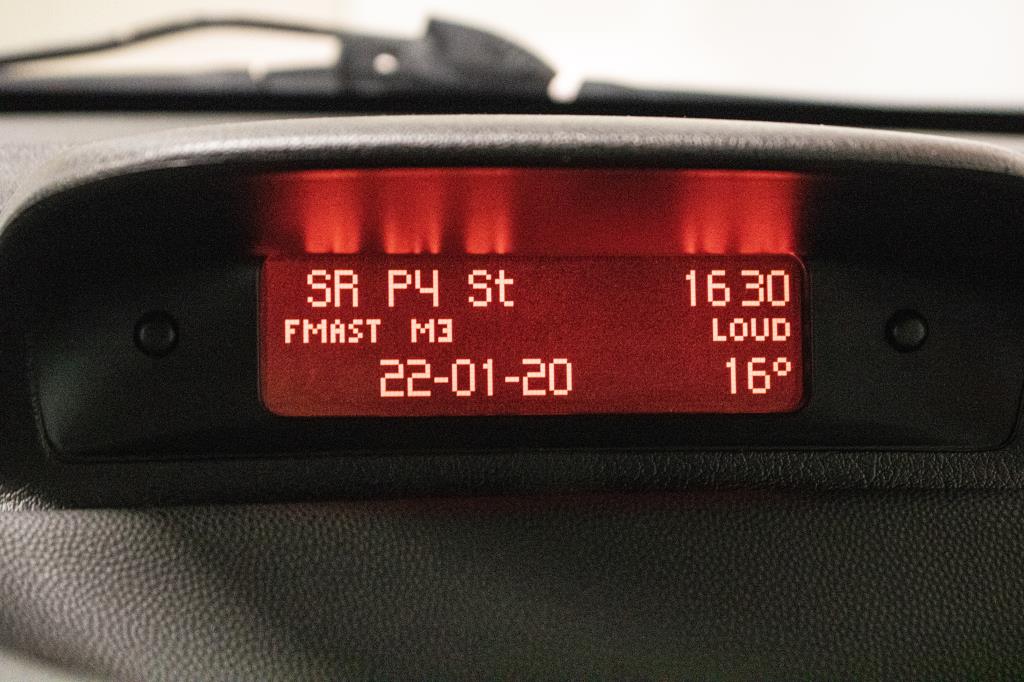 SR P4 St 16 30
FMAST M3 LOUD
22-01-20 16°